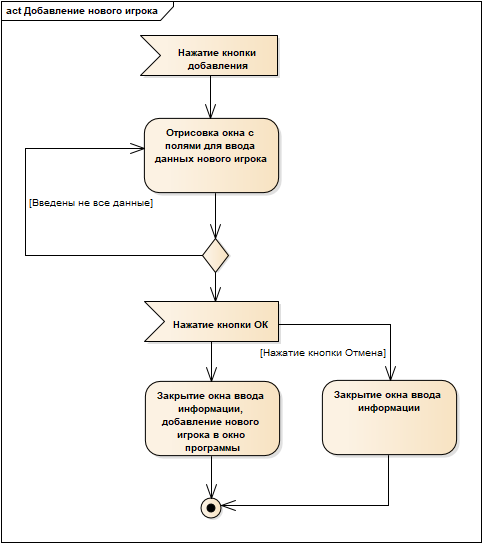 act Добавление нового игрока
Нажатие кнопки
добавления
Отрисовка окна с
полями для ввода
данных нового игрока
[Введены не все данные]
Нажатие кнопки ОК
[Нажатие кнопки Отмена]
Закрытие окна ввода
информации,
добавление нового
игрока в окно
программы
Закрытие окна ввода
информации